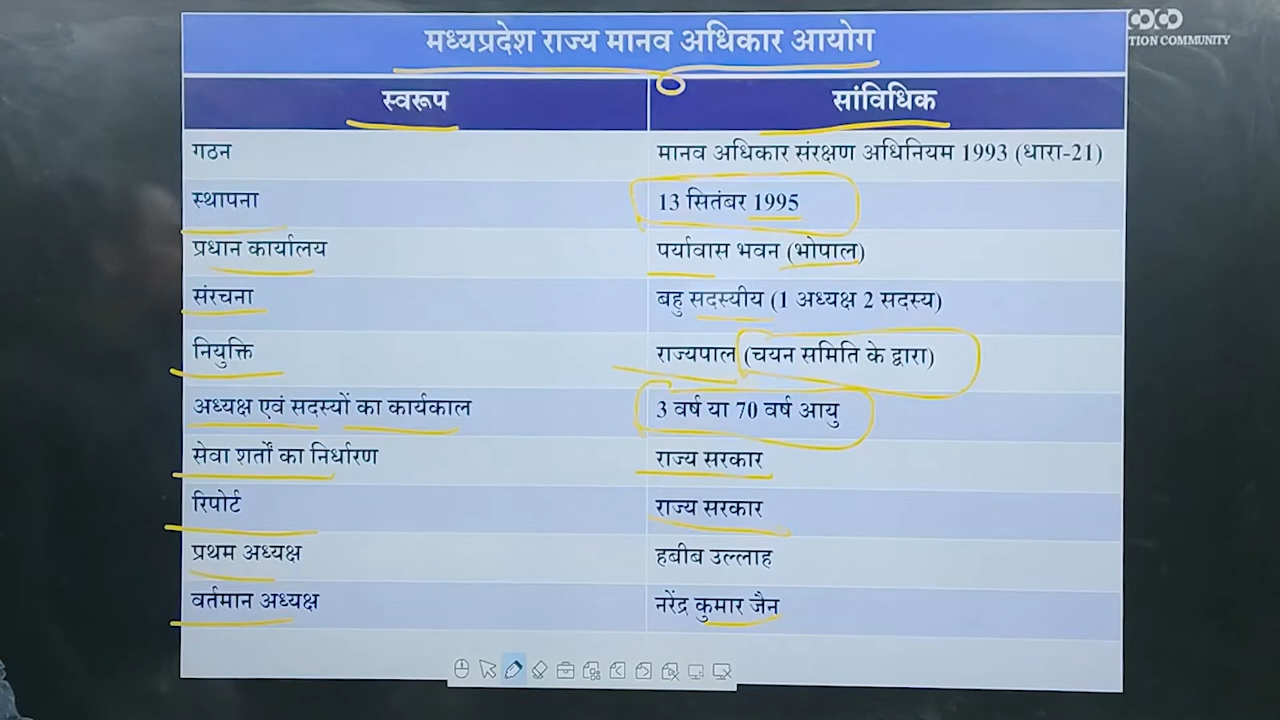 TION COMMUNITY
मध्यप्रदेश राज्य मानव अधिकार आयोग
स्वरूप सांविधिक
गठन मानव अधिकार संरक्षण अधिनियम 1993 (धारा-21)
स्थापना 13 सितंबर 1995
प्रधान कार्यालय पर्यावास भवन (भोपाल)
संरचना बहु सदस्यीय (1 अध्यक्ष 2 सदस्य)
नियुक्ति राज्यपाल (चयन समिति के द्वारा)
अध्यक्ष एवं सदस्यों का कार्यकाल 3 वर्ष या 70 वर्ष आयु
सेवा शर्तों का निर्धारण राज्य सरकार
रिपोर्ट राज्य सरकार
प्रथम अध्यक्ष हबीब उल्लाह
वर्तमान अध्यक्ष नरेंद्र कुमार जैन